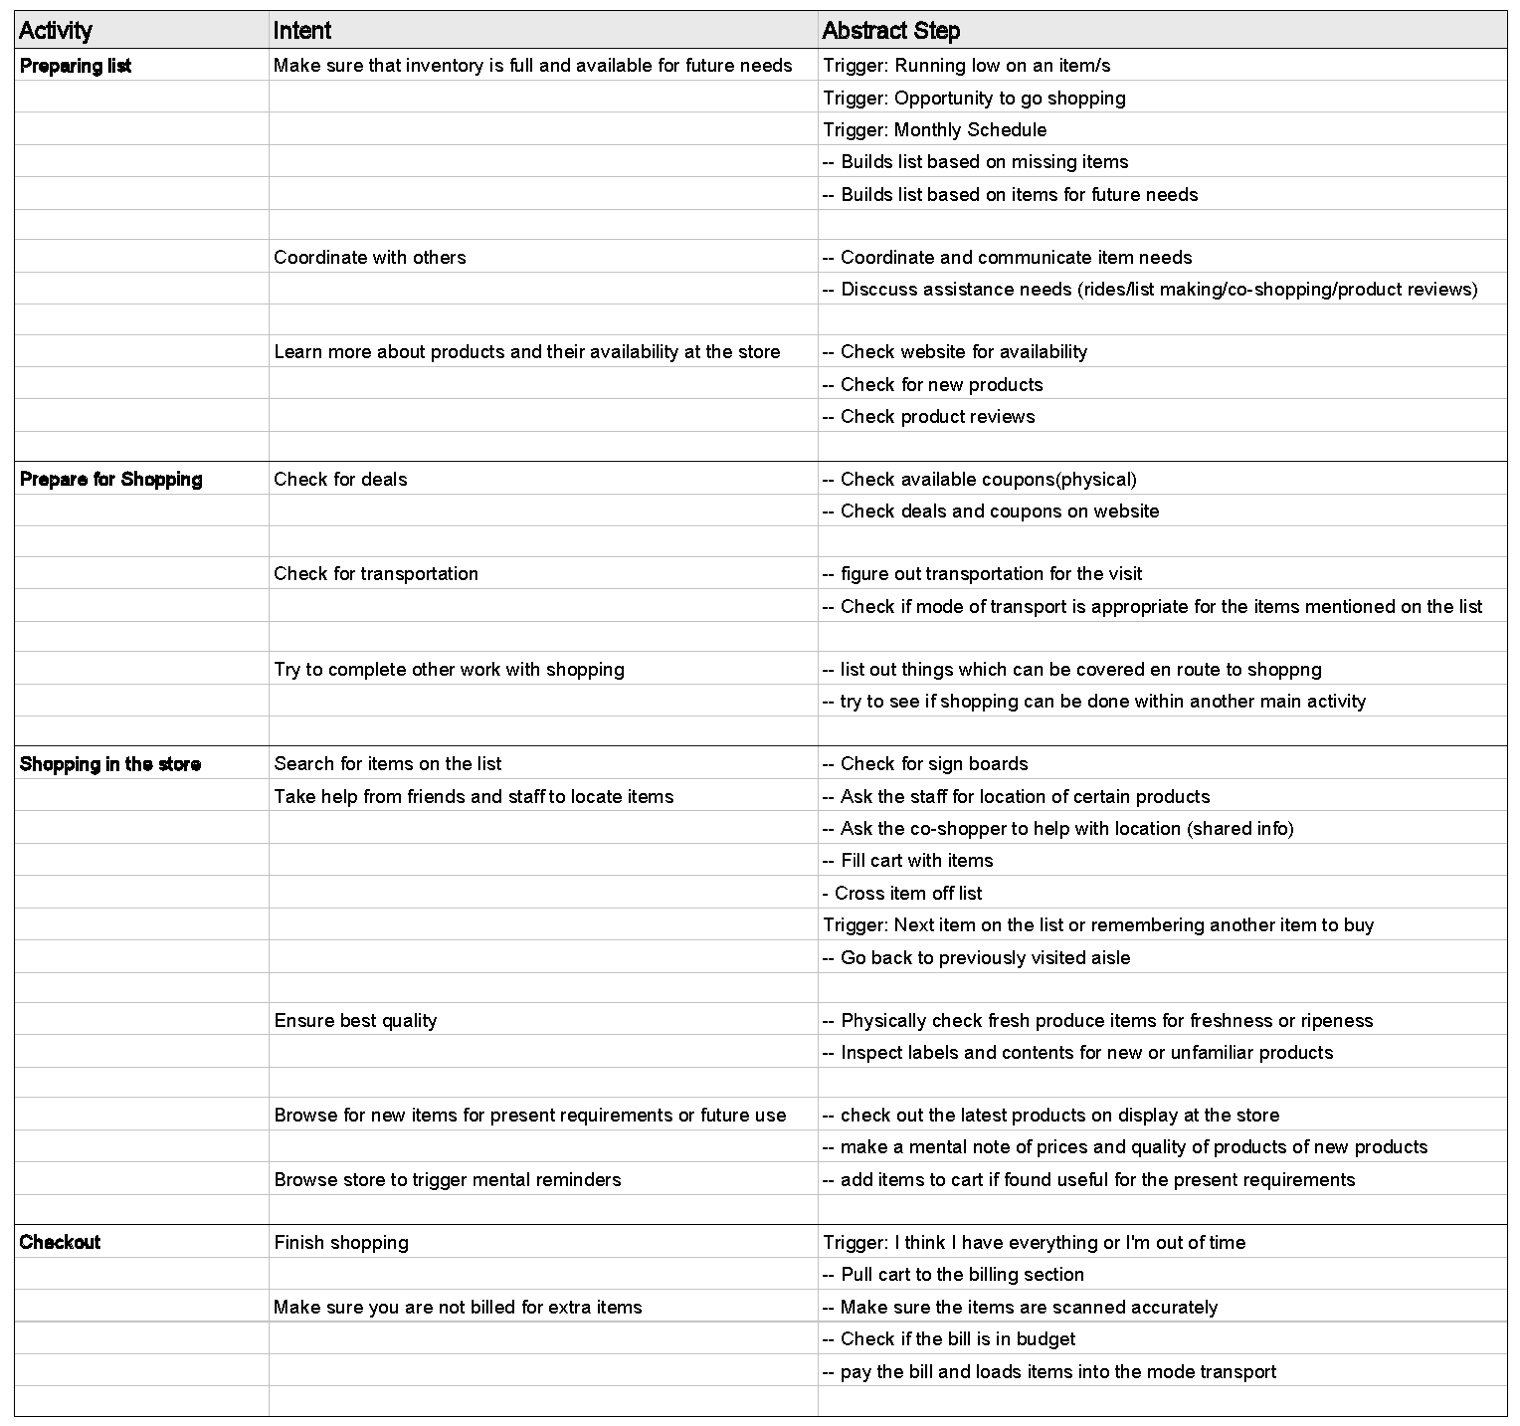 Activity Intent Abstract Step
Preparing list Make sure that inventory is full and available for future needs Trigger: Running low on an item/s
Trigger: Opportunity to go shopping
Trigger: Monthly Schedule
-- Builds list based on missing items
-- Builds list based on items for future needs
Coordinate with others -- Coordinate and communicate item needs
-- Disccuss assistance needs (rides/list making/co-shopping/product reviews)
Learn more about products and their availability at the store -- Check website for availability
-- Check for new products
-- Check product reviews
Prepare for Shopping Check for deals -- Check available coupons(physical)
-- Check deals and coupons on website
Check for transportation -- figure out transportation for the visit
-- Check if mode of transport is appropriate for the items mentioned on the list
Try to complete other work with shopping -- list out things which can be covered en route to shoppng
-- try to see if shopping can be done within another main activity
Shopping in the store Search for items on the list -- Check for sign boards
Take help from friends and staff to locate items -- Ask the staff for location of certain products
-- Ask the co-shopper to help with location (shared info)
-- Fill cart with items
- Cross item off list
Trigger: Next item on the list or remembering another item to buy
-- Go back to previously visited aisle
Ensure best quality -- Physically check fresh produce items for freshness or ripeness
-- Inspect labels and contents for new or unfamiliar products
Browse for new items for present requirements or future use -- check out the latest products on display at the store
-- make a mental note of prices and quality of products of new products
Browse store to trigger mental reminders -- add items to cart if found useful for the present requirements
Checkout Finish shopping Trigger: I think I have everything or I'm out of time
-- Pull cart to the billing section
Make sure you are not billed for extra items -- Make sure the items are scanned accurately
-- Check if the bill is in budget
-- pay the bill and loads items into the mode transport